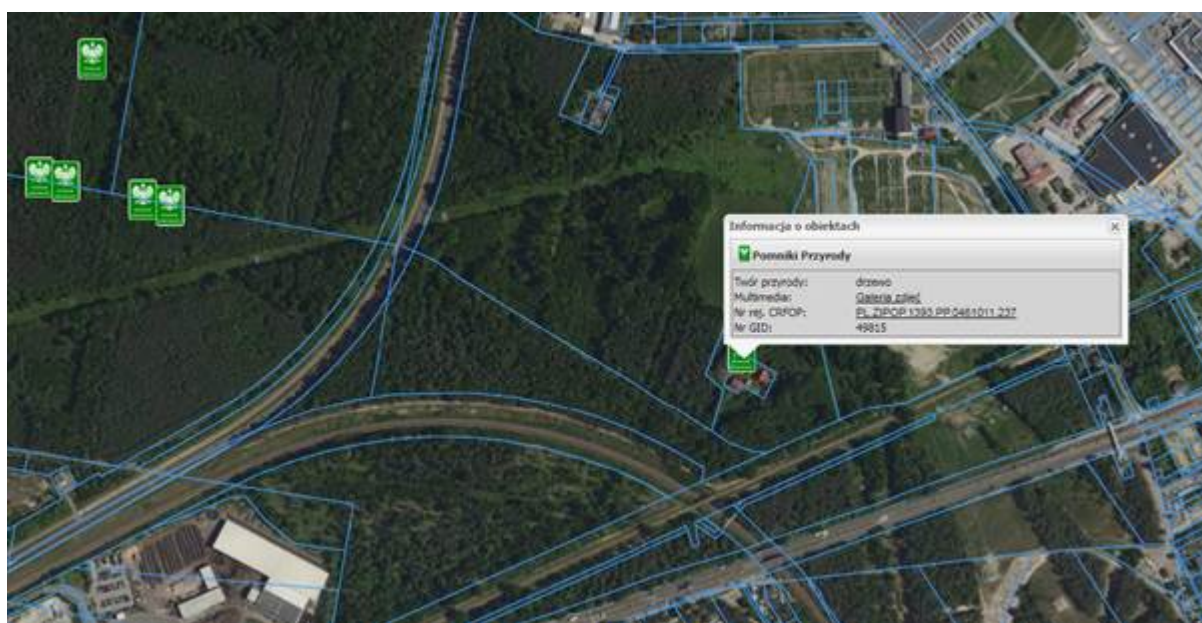 Informacja o obiektach
Pomniki Przyrody
Twór przyrody: drzewo
Multimedia: Galeria zdjęć
Nr rej. CRFOP: PL.ZIPOP.1393.PP.0461011.237
Nr GID: 49815